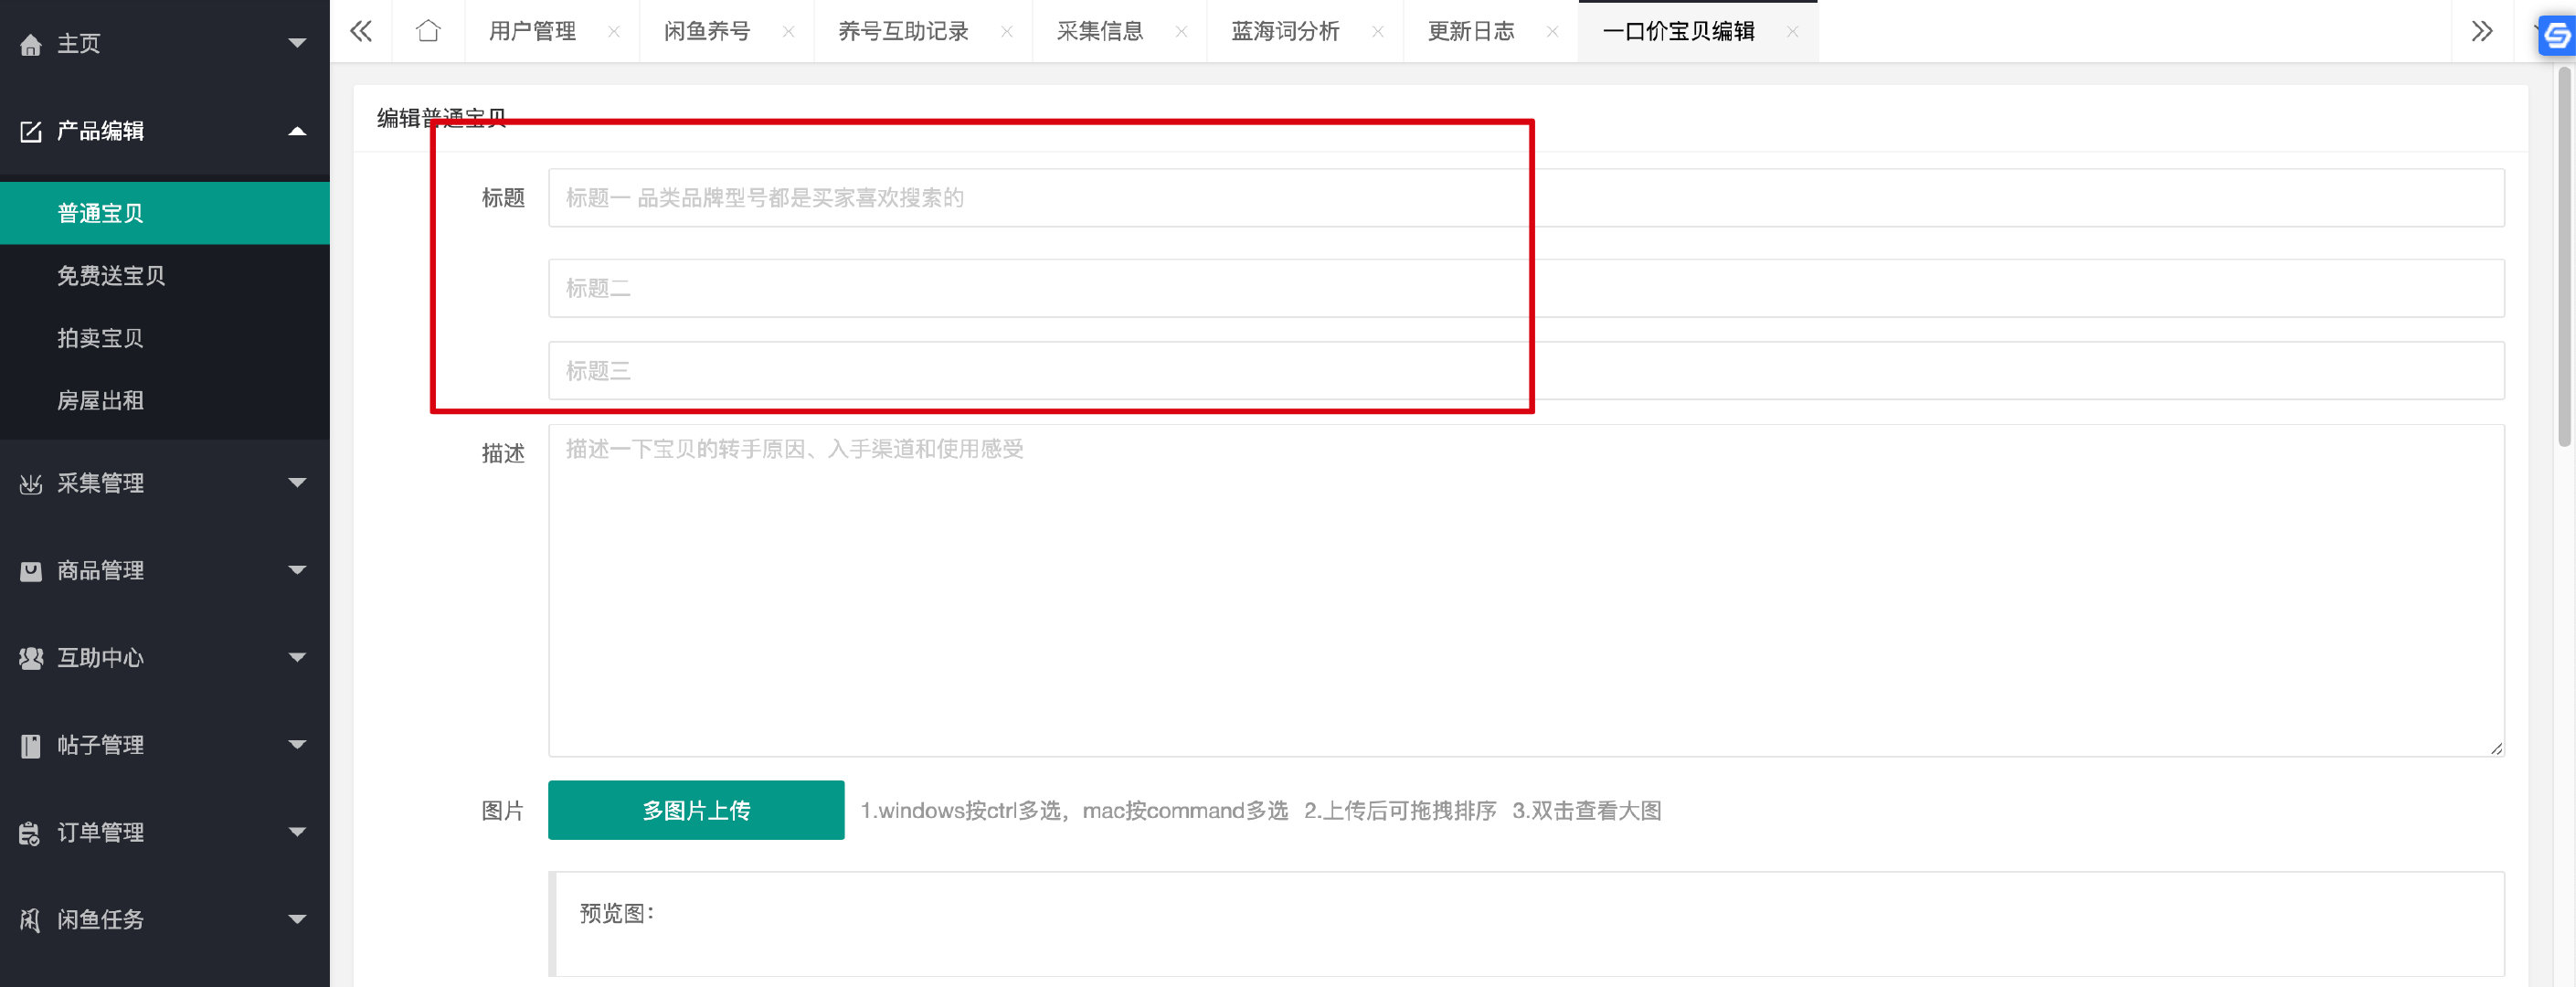 主页
用户管理
闲鱼养号
养号互助记录
采集信息
蓝海词分析
更新日志
一口价宝贝编辑
产品编辑
普通宝贝
免费送宝贝
拍卖宝贝
房屋出租
采集管理
商品管理
互助中心
帖子管理
订单管理
闲鱼任务
编辑普通宝贝
标题
标题一 品类品牌型号都是买家喜欢搜索的
标题二
标题三
描述
描述一下宝贝的转手原因、入手渠道和使用感受
图片
多图片上传
1.windows按ctrl多选，mac按command多选 2.上传后可拖拽排序 3.双击查看大图
预览图：